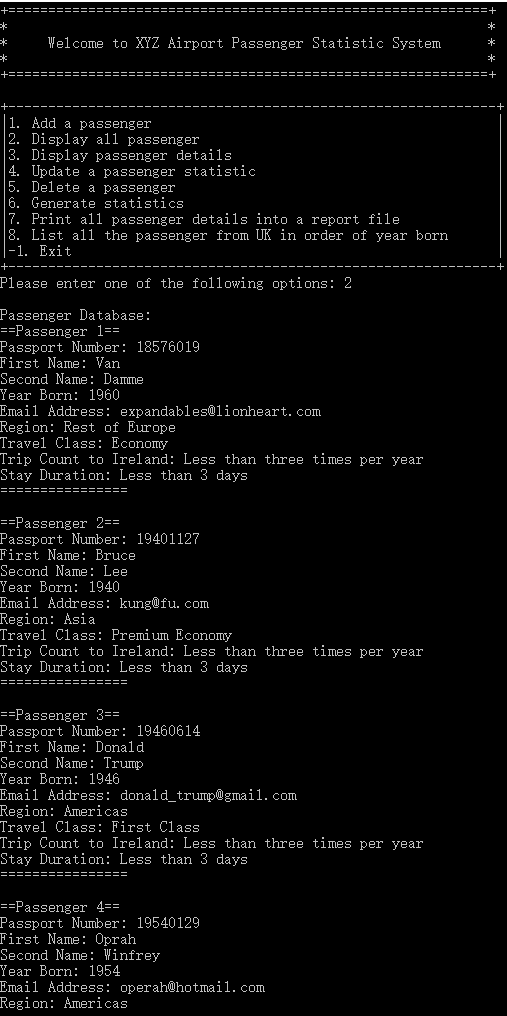 +============================================================+
*                                                            *
*     Welcome to XYZ Airport Passenger Statistic System      *
*                                                            *
+============================================================+
+-------------------------------------------------------------+
|1. Add a passenger                                           |
|2. Display all passenger                                     |
|3. Display passenger details                                 |
|4. Update a passenger statistic                              |
|5. Delete a passenger                                        |
|6. Generate statistics                                       |
|7. Print all passenger details into a report file            |
|8. List all the passenger from UK in order of year born      |
|-1. Exit                                                     |
+-------------------------------------------------------------+
Please enter one of the following options: 2
Passenger Database:
==Passenger 1==
Passport Number: 18576019
First Name: Van
Second Name: Damme
Year Born: 1960
Email Address: expandables@lionheart.com
Region: Rest of Europe
Travel Class: Economy
Trip Count to Ireland: Less than three times per year
Stay Duration: Less than 3 days
================
==Passenger 2==
Passport Number: 19401127
First Name: Bruce
Second Name: Lee
Year Born: 1940
Email Address: kung@fu.com
Region: Asia
Travel Class: Premium Economy
Trip Count to Ireland: Less than three times per year
Stay Duration: Less than 3 days
================
==Passenger 3==
Passport Number: 19460614
First Name: Donald
Second Name: Trump
Year Born: 1946
Email Address: donald_trump@gmail.com
Region: Americas
Travel Class: First Class
Trip Count to Ireland: Less than three times per year
Stay Duration: Less than 3 days
================
==Passenger 4==
Passport Number: 19540129
First Name: Oprah
Second Name: Winfrey
Year Born: 1954
Email Address: operah@hotmail.com
Region: Americas